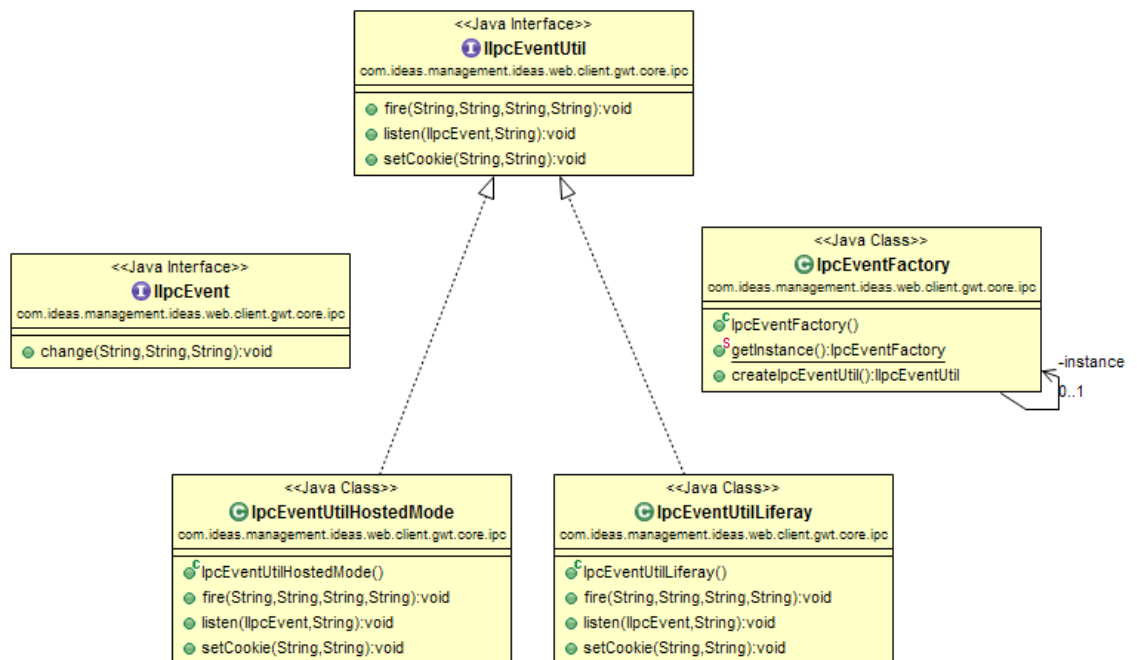 <<Java Interface>>
IIpcEventUtil
com.ideas.management.ideas.web.client.gwt.core.ipc
fire(String,String,String,String):void
listen(IIpcEvent,String):void
setCookie(String,String):void
<<Java Interface>>
IIpcEvent
com.ideas.management.ideas.web.client.gwt.core.ipc
change(String,String,String):void
<<Java Class>>
IpcEventFactory
com.ideas.management.ideas.web.client.gwt.core.ipc
IpcEventFactory()
getInstance():IpcEventFactory
createIpcEventUtil():IIpcEventUtil
-instance
0..1
<<Java Class>>
IpcEventUtilHostedMode
com.ideas.management.ideas.web.client.gwt.core.ipc
IpcEventUtilHostedMode()
fire(String,String,String,String):void
listen(IIpcEvent,String):void
setCookie(String,String):void
<<Java Class>>
IpcEventUtilLiferay
com.ideas.management.ideas.web.client.gwt.core.ipc
IpcEventUtilLiferay()
fire(String,String,String,String):void
listen(IIpcEvent,String):void
setCookie(String,String):void